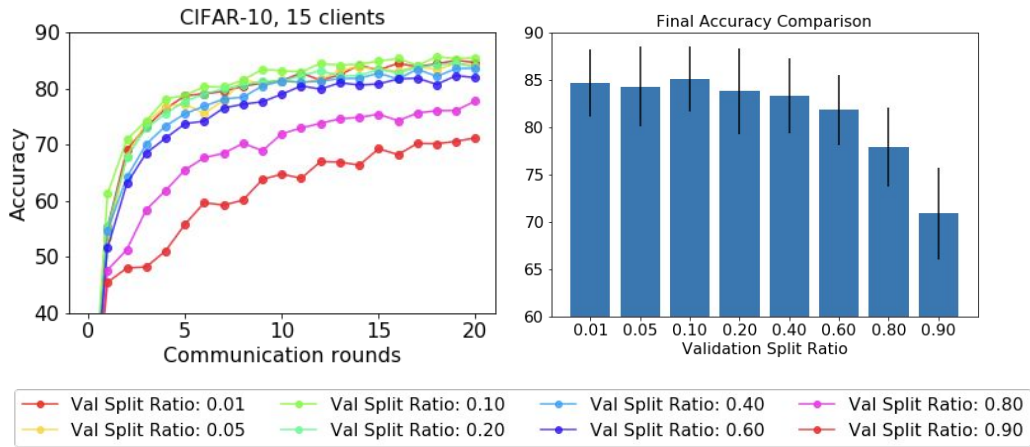 CIFAR-10, 15 clients
Accuracy
90
80
70
60
50
40
0
5
10
15
20
Communication rounds
Final Accuracy Comparison
90
85
80
75
70
65
60
0.01
0.05
0.10
0.20
0.40
0.60
0.80
0.90
Validation Split Ratio
Val Split Ratio: 0.01
Val Split Ratio: 0.10
Val Split Ratio: 0.40
Val Split Ratio: 0.80
Val Split Ratio: 0.05
Val Split Ratio: 0.20
Val Split Ratio: 0.60
Val Split Ratio: 0.90